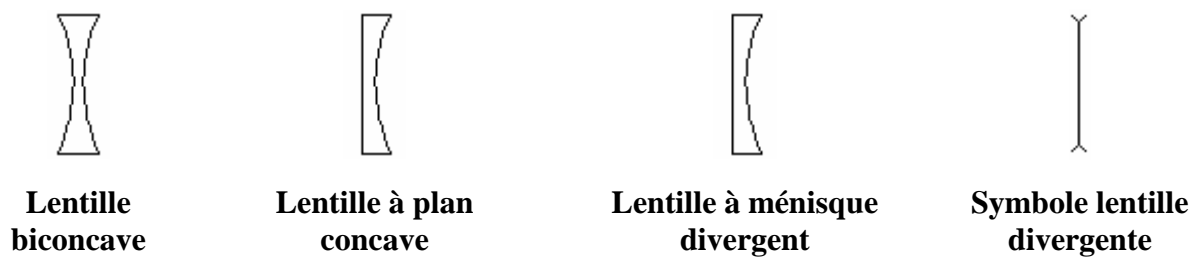 Lentille biconcave
Lentille à plan concave
Lentille à ménisque divergent
Symbole lentille divergente